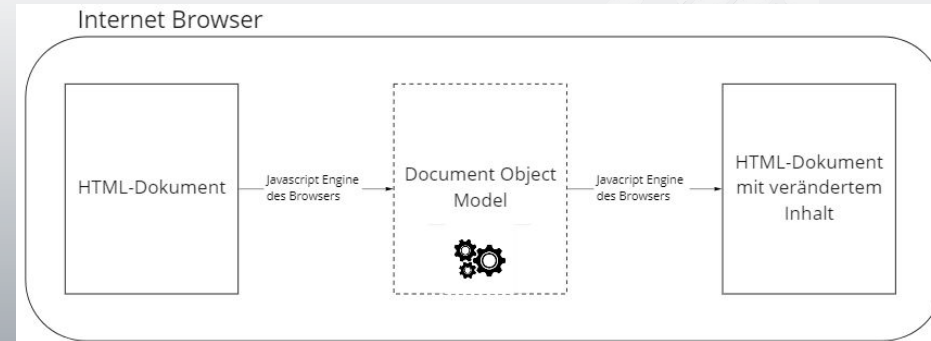 Internet Browser
HTML-Dokument
Javascript Engine
des Browsers
Document Object
Model
Javacript Engine
des Browsers
HTML-Dokument
mit verändertem
Inhalt